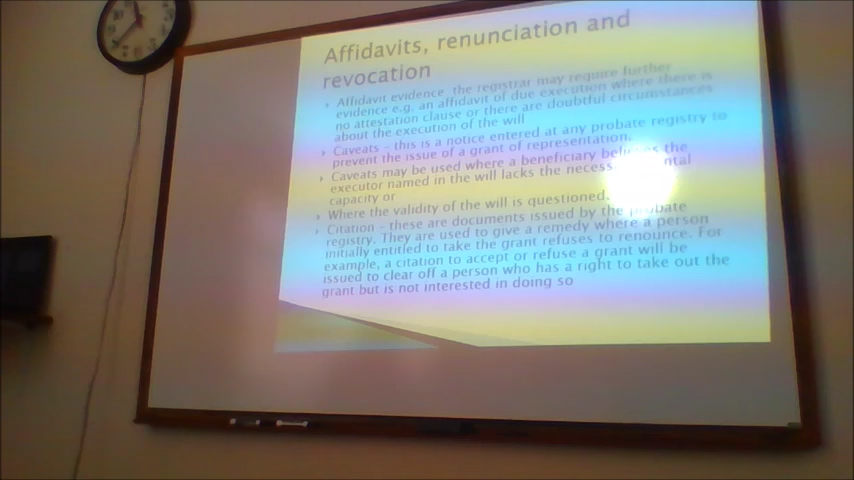 Affidavits, renunciation and
revocation
Affidavit evidence, the registrar may require further
evidence e.g. an affidavit of due execution where there is
no attestation clause or there are doubtful circumstances
about the execution of the will
Caveats - this is a notice entered at any probate registry to
prevent the issue of a grant of representation.
Caveats may be used where a beneficiary believes the
executor named in the will lacks the mental
capacity or
Where the validity of the will is questioned.
Citation - these are documents issued by the probate
registry. They are used to give a remedy where a person
initially entitled to take the grant refuses to renounce. For
example, a citation to accept or refuse a grant will be
issued to clear off a person who has a right to take out the
grant but is not interested in doing so